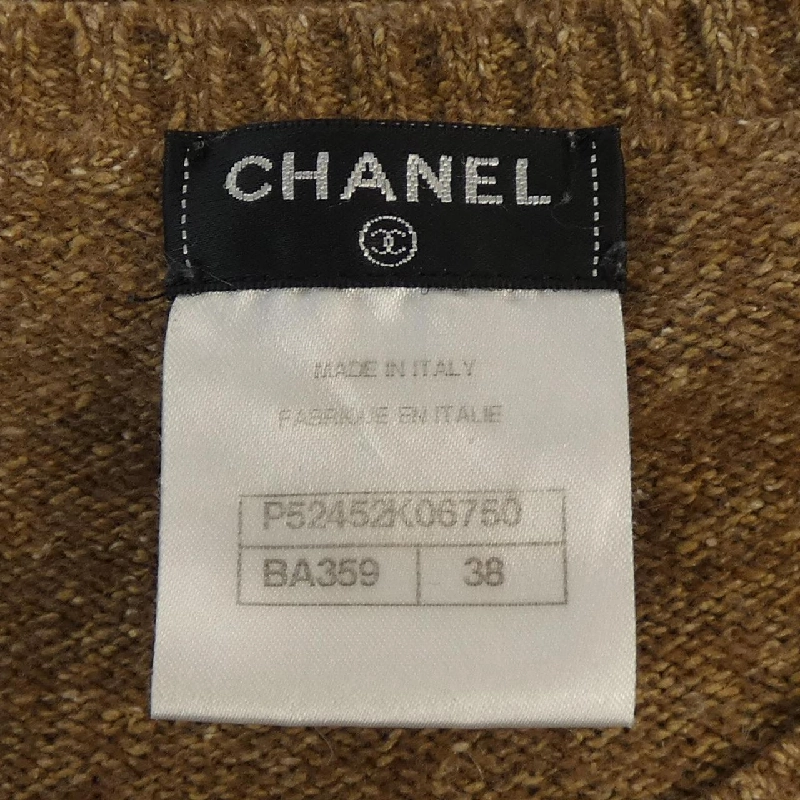 CHANEL
MADE IN ITALY
FABRIQUE EN ITALIE
P52452K06750
BA359 38